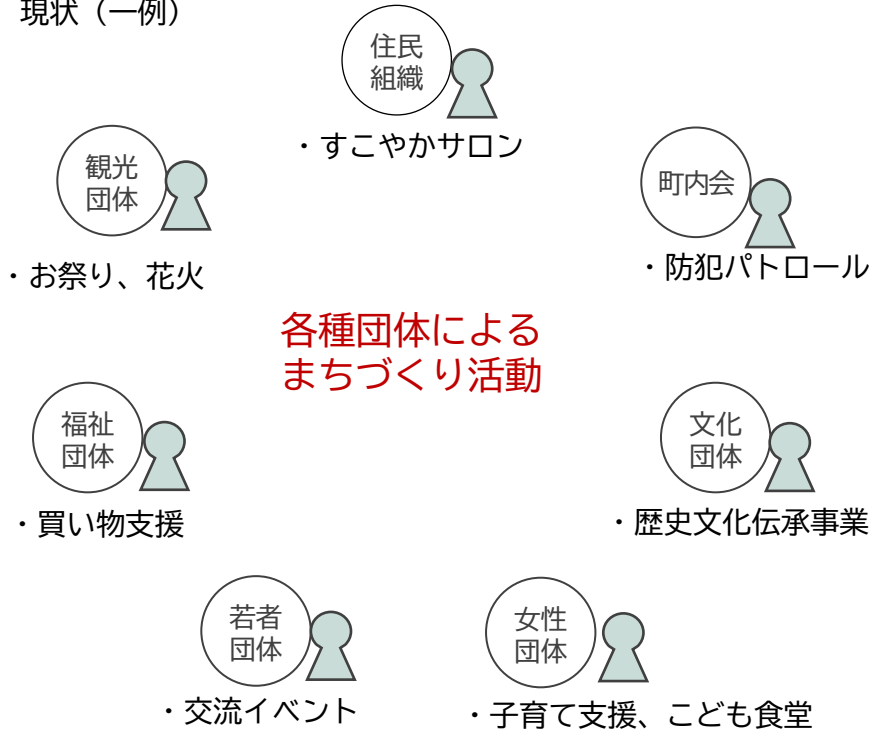 現状（一例）
住民
組織
・すこやかサロン
観光
団体
・お祭り、花火
町内会
・防犯パトロール
各種団体による
まちづくり活動
福祉
団体
・買い物支援
文化
団体
・歴史文化伝承事業
若者
団体
・交流イベント
女性
団体
・子育て支援、こども食堂